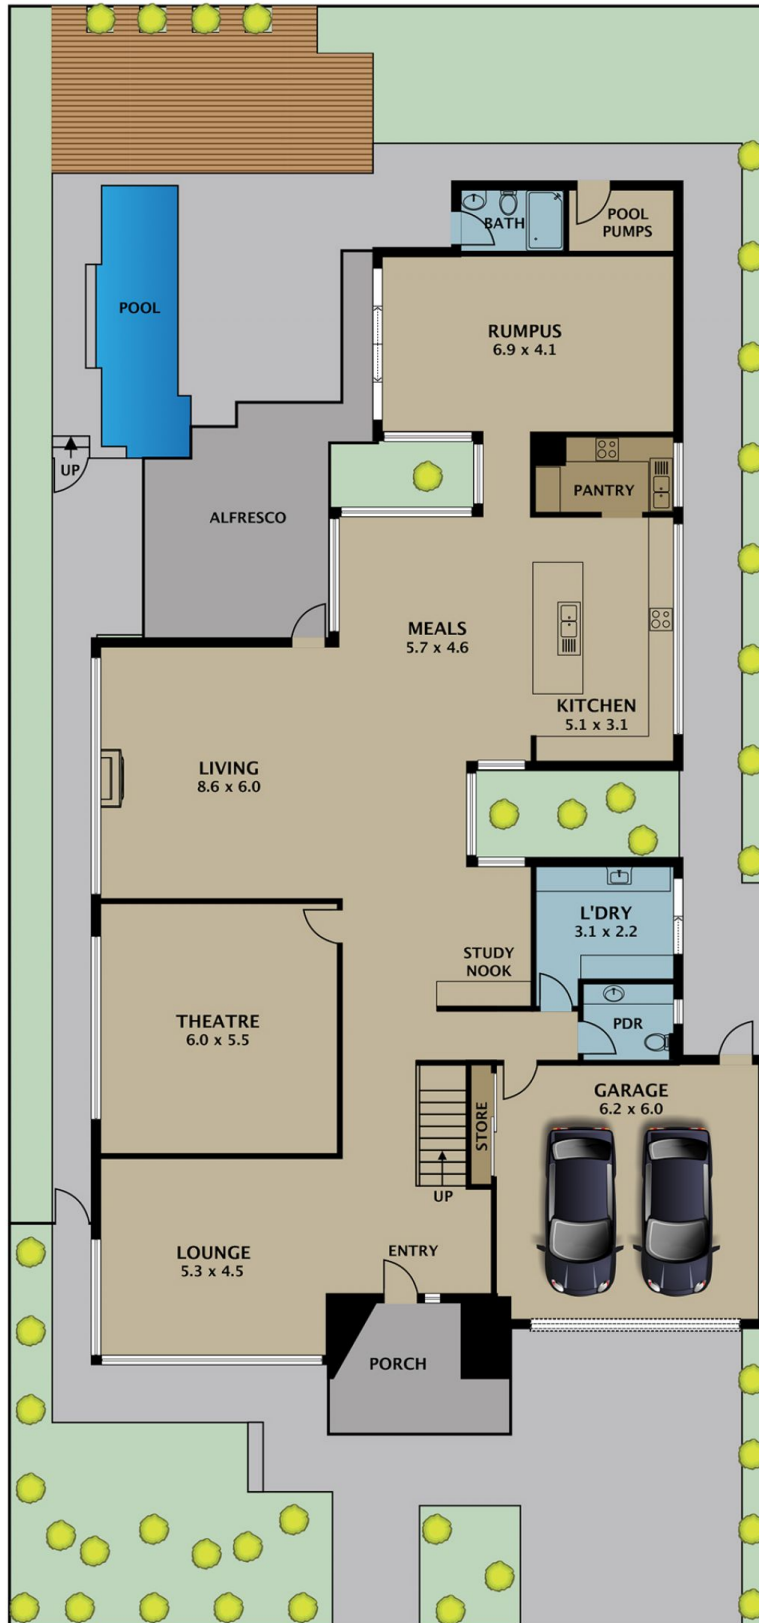 BATH
POOL
PUMPS
POOL
RUMPUS
6.9 x 4.1
UP
PANTRY
ALFRESCO
MEALS
5.7 x 4.6
KITCHEN
5.1 x 3.1
LIVING
8.6 x 6.0
L'DRY
3.1 x 2.2
STUDY
NOOK
THEATRE
6.0 x 5.5
PDR
GARAGE
6.2 x 6.0
STORE
UP
LOUNGE
5.3 x 4.5
ENTRY
PORCH